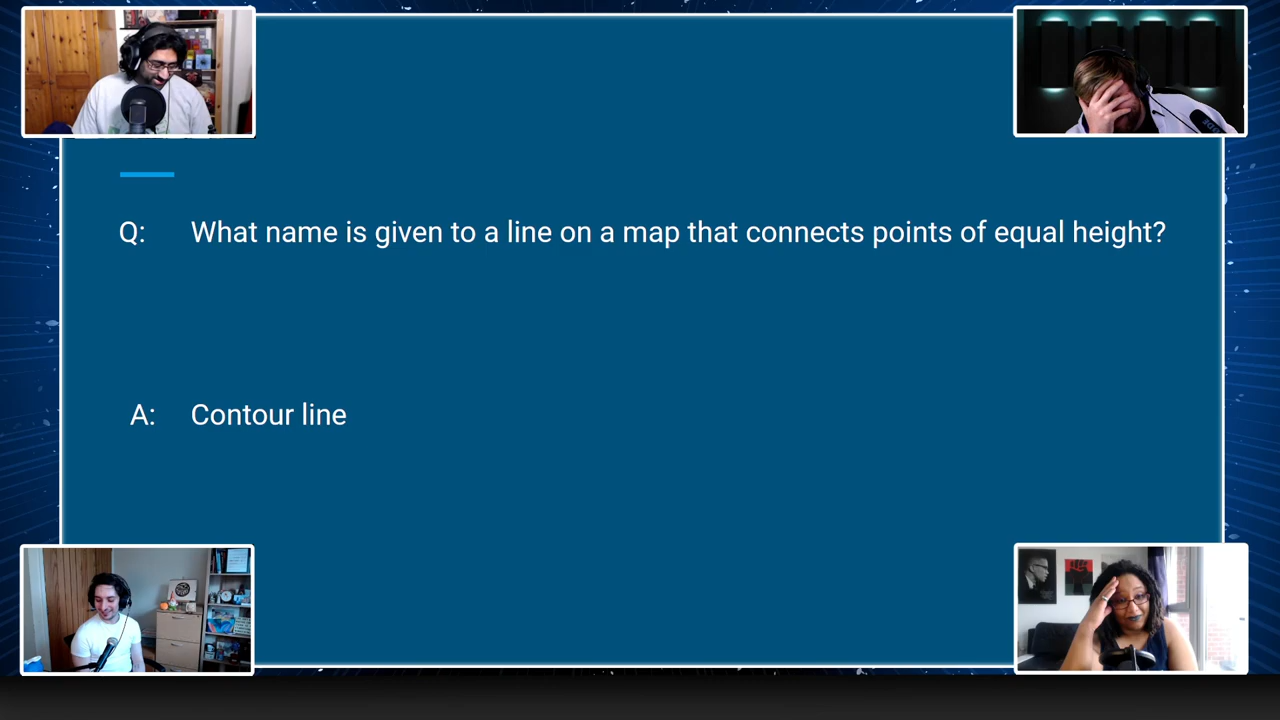 Q: What name is given to a line on a map that connects points of equal height?
A: Contour line